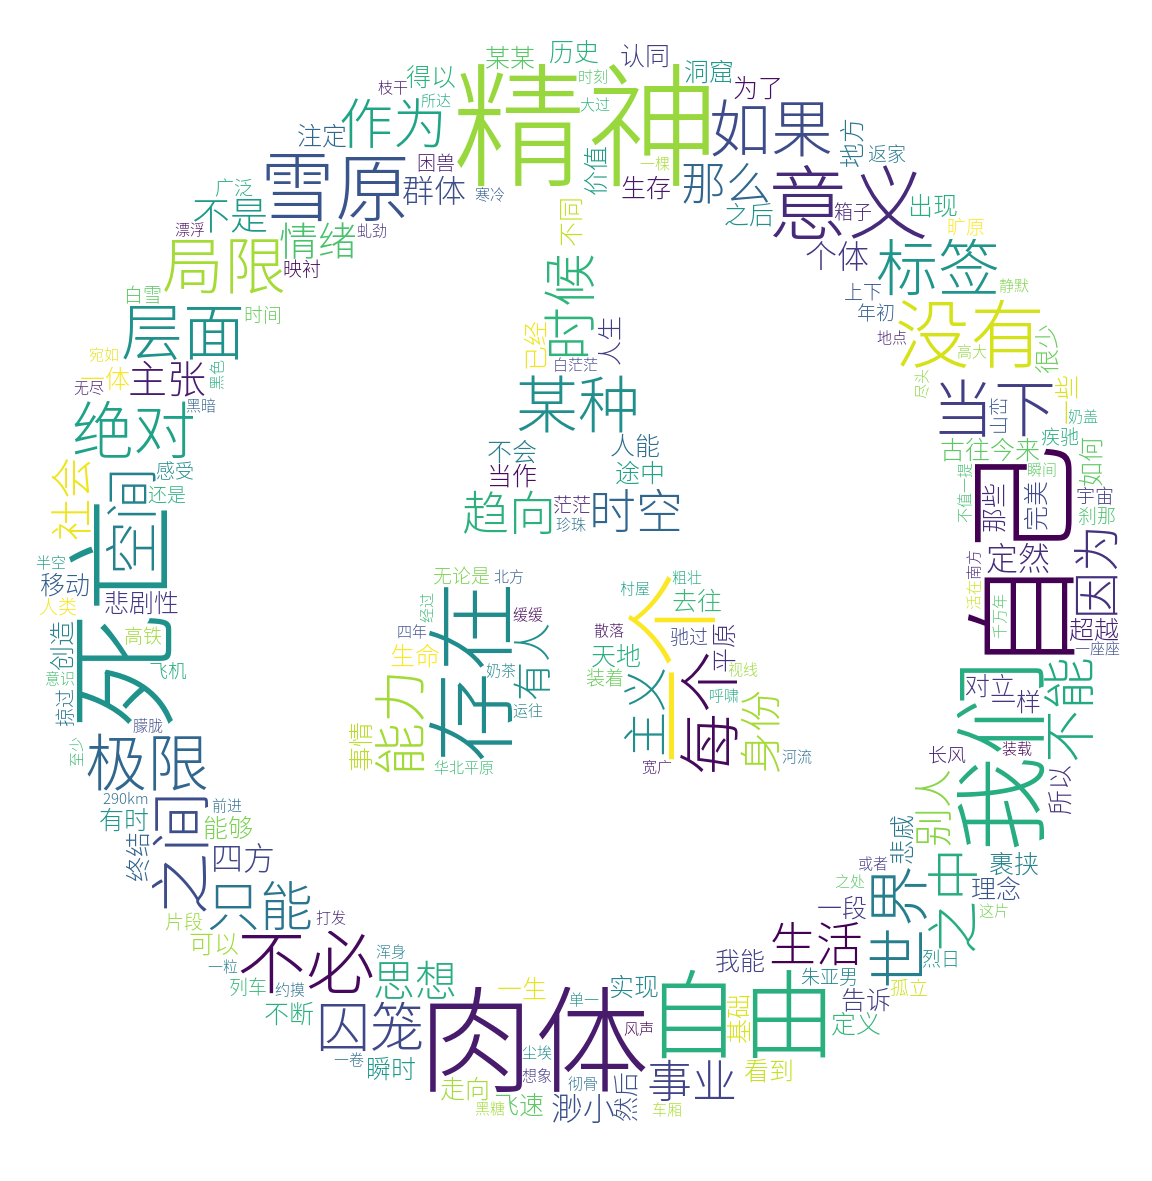 某某
历史
认同
精神
时刻
洞窟
得以
枝干
所达
大过
为了
作为
如果
注定
雪原
困兽
群体
寒冷
价值
一棵
生存
那么
地方
返家
意义
广泛
不是
漂浮
情绪
虬劲
不同
之后
箱子
出现
旷原
局限
映衬
时候
个体
标签
白雪
时间
上下
静默
层面
已经
人生
年初
没有
地点
高大
很少
宛如
一体
无尽
主张
黑色
黑暗
白茫茫
某种
尽头
当下
一些
山峦
奶盖
绝对
不会
人能
古往今来
疾驰
如何
社会
感受
还是
当作
途中
不值一提
瞬间
自己
那些
完美
宇宙
刹那
一个
空间
趋向
茫茫
珍珠
时空
半空
移动
人类
悲剧性
无论是
北方
村屋
粗壮
去往
南方
定然
因为
活在
千万年
死亡
创造
高铁
飞机
意识
掠过
朦胧
经过
四年
存在
缓缓
有人
生命
奶茶
能力
运往
事情
华北平原
散落
天地
装着
驰过
平原
视线
主义
每个
呼啸
身份
河流
宽广
超越
一座座
对立
一样
不能
装载
我们
长风
所以
至少
极限
290km
前进
有时
能够
之间
终结
四方
别人
悲戚
或者
裹挟
之处
世界
之中
理念
这片
只能
打发
片段
可以
一段
不必
浑身
生活
一粒
列车
约摸
思想
我能
朱亚男
烈日
不断
一生
单一
实现
告诉
孤立
囚笼
肉体
风声
自由
基础
定义
一卷
瞬时
尘埃
想象
看到
走向
彻骨
然后
事业
黑糖
飞速
渺小
车厢